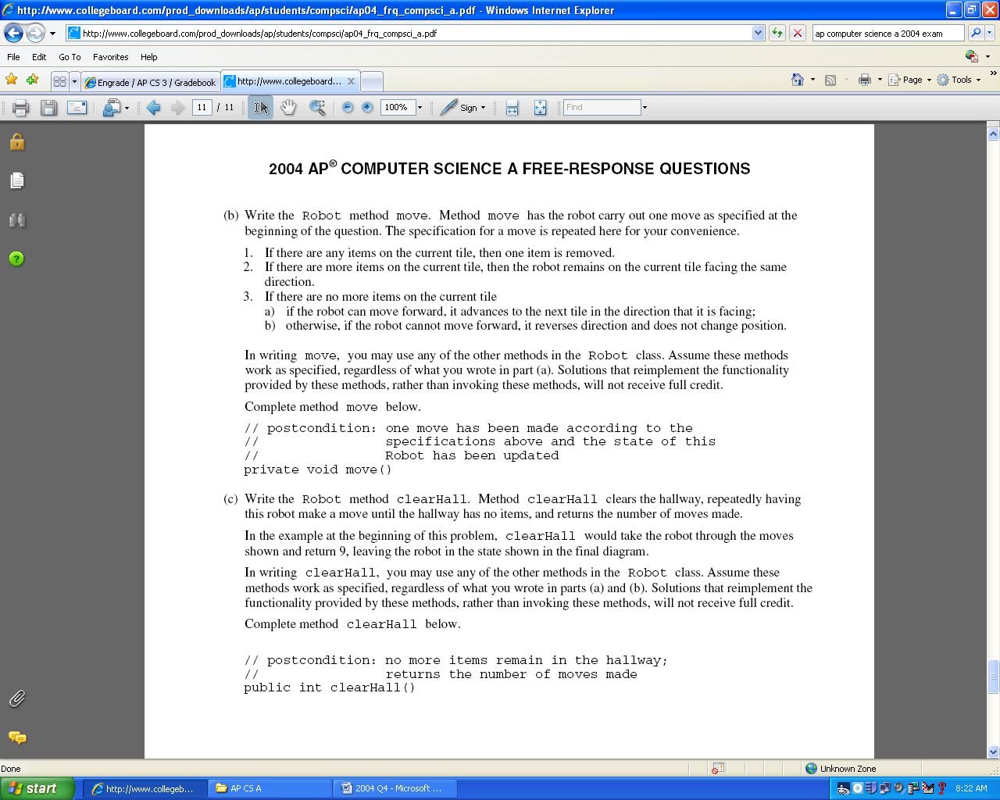 http://www.collegeboard.com/prod_downloads/ap/students/compsci/ap04_frq_compsci_a.pdf - Windows Internet Explorer
http://www.collegeboard.com/prod_downloads/ap/students/compsci/ap04_frq_compsci_a.pdf
ap computer science a 2004 exam
File Edit Go To Favorites Help
Engrade / AP CS 3 / Gradebook
http://www.collegeboard...
Page
Tools
11 / 11
100%
Sign
Find
2004 AP® COMPUTER SCIENCE A FREE-RESPONSE QUESTIONS
(b) Write the Robot method move. Method move has the robot carry out one move as specified at the
beginning of the question. The specification for a move is repeated here for your convenience.
1. If there are any items on the current tile, then one item is removed.
2. If there are more items on the current tile, then the robot remains on the current tile facing the same
direction.
3. If there are no more items on the current tile
a) if the robot can move forward, it advances to the next tile in the direction that it is facing;
b) otherwise, if the robot cannot move forward, it reverses direction and does not change position.
In writing move, you may use any of the other methods in the Robot class. Assume these methods
work as specified, regardless of what you wrote in part (a). Solutions that reimplement the functionality
provided by these methods, rather than invoking these methods, will not receive full credit.
Complete method move below.
// postcondition: one move has been made according to the
// specifications above and the state of this
// Robot has been updated
private void move()
(c) Write the Robot method clearHall. Method clearHall clears the hallway, repeatedly having
this robot make a move until the hallway has no items, and returns the number of moves made.
In the example at the beginning of this problem, clearHall would take the robot through the moves
shown and return 9, leaving the robot in the state shown in the final diagram.
In writing clearHall, you may use any of the other methods in the Robot class. Assume these
methods work as specified, regardless of what you wrote in parts (a) and (b). Solutions that reimplement the
functionality provided by these methods, rather than invoking these methods, will not receive full credit.
Complete method clearHall below.
// postcondition: no more items remain in the hallway;
// returns the number of moves made
public int clearHall()
Done
Unknown Zone
start
http://www.collegeb...
AP CS A
2004 Q4 - Microsoft ...
8:22 AM